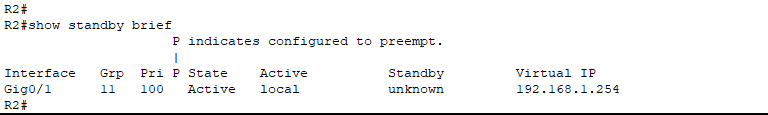 R2#
R2#show standby brief
P indicates configured to preempt.
|
Interface Grp Pri P State Active Standby Virtual IP
Gig0/1 11 100 Active local unknown 192.168.1.254
R2#